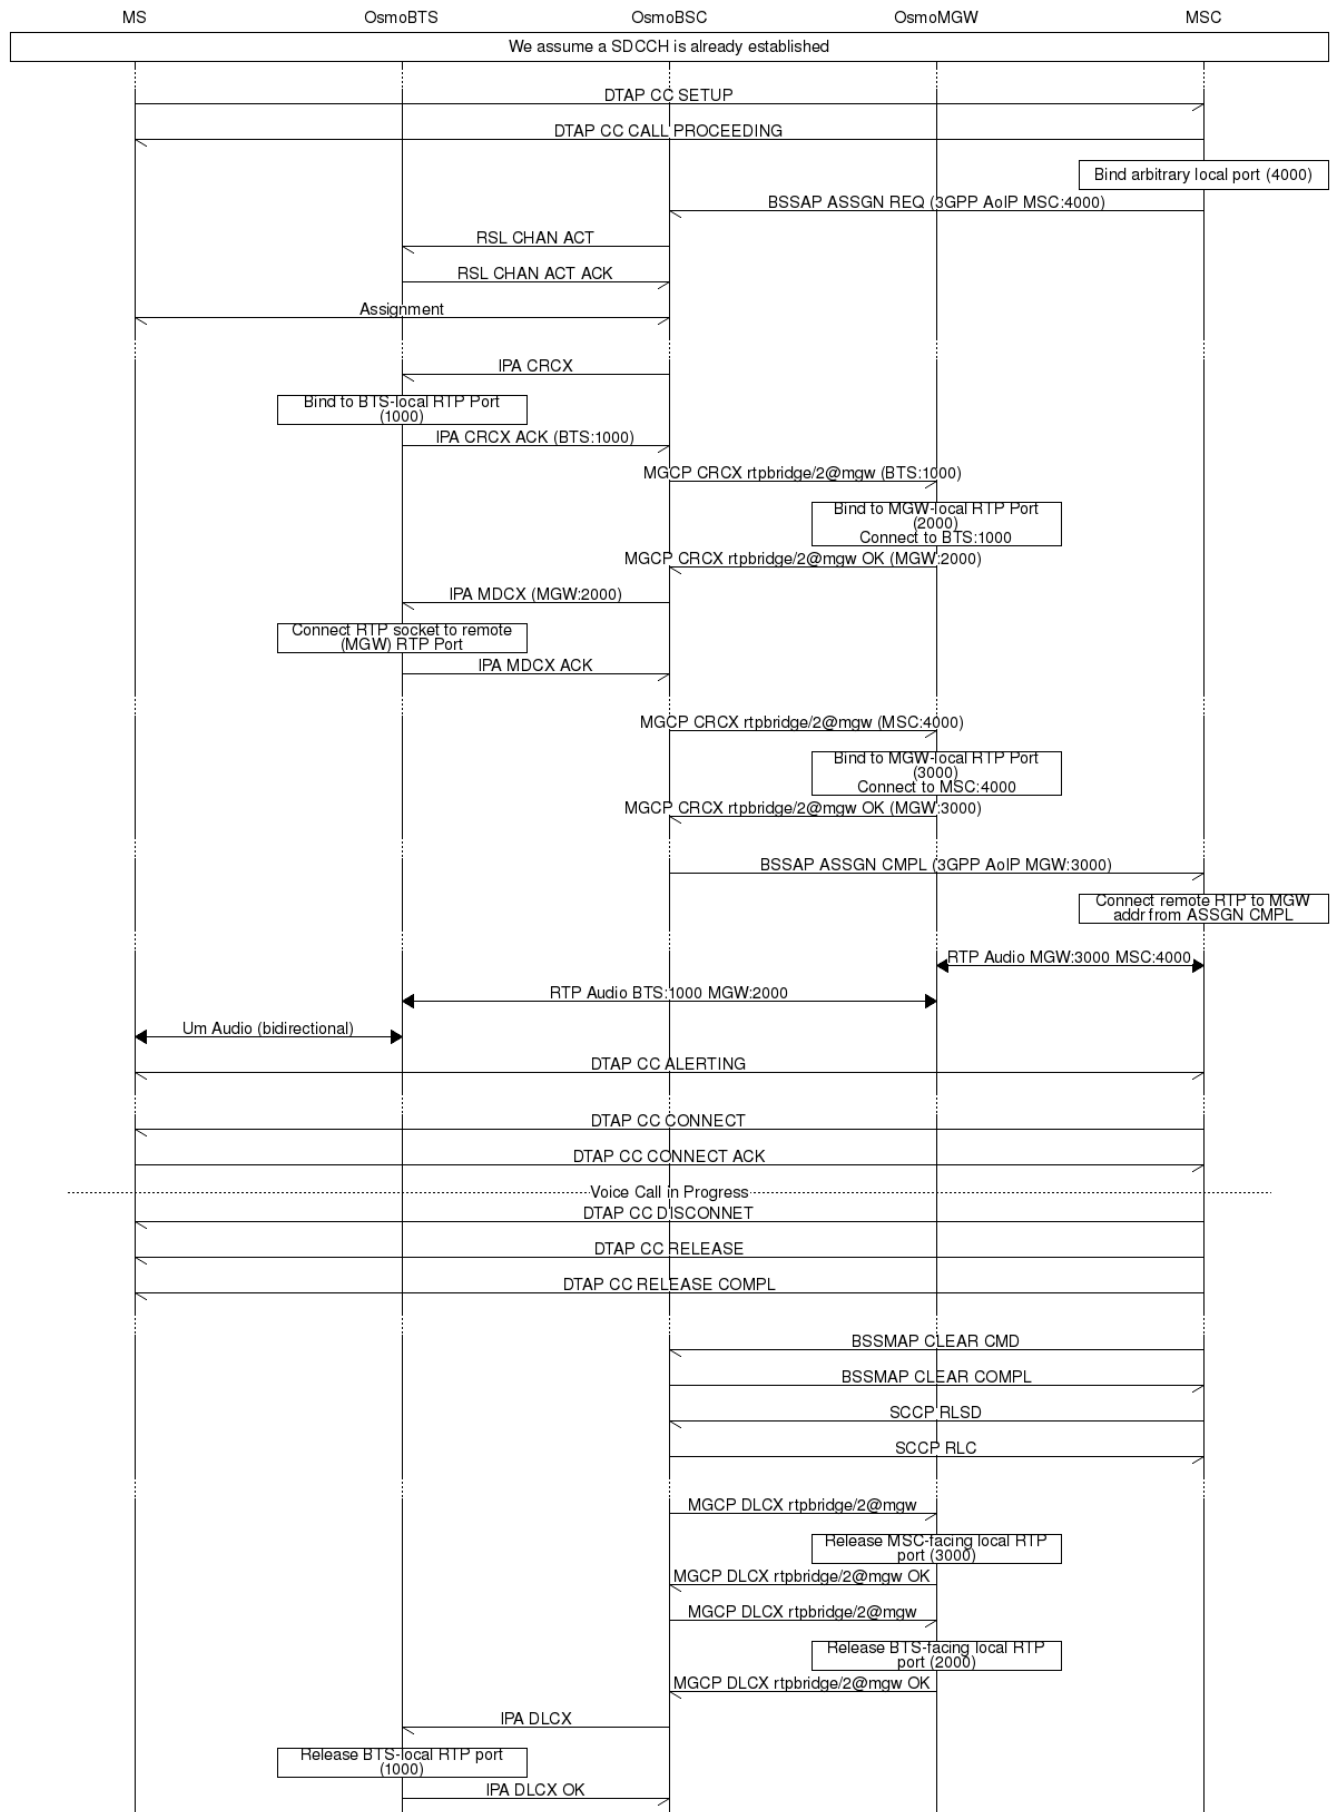 MS OsmoBTS OsmoBSC OsmoMGW MSC
We assume a SDCCH is already established
DTAP CC SETUP
DTAP CC CALL PROCEEDING
Bind arbitrary local port (4000)
BSSAP ASSGN REQ (3GPP AoIP MSC:4000)
RSL CHAN ACT
RSL CHAN ACT ACK
Assignment
IPA CRCX
Bind to BTS-local RTP Port
(1000)
IPA CRCX ACK (BTS:1000)
MGCP CRCX rtpbridge/2@mgw (BTS:1000)
Bind to MGW-local RTP Port
(2000)
Connect to BTS:1000
MGCP CRCX rtpbridge/2@mgw OK (MGW:2000)
IPA MDCX (MGW:2000)
Connect RTP socket to remote
(MGW) RTP Port
IPA MDCX ACK
MGCP CRCX rtpbridge/2@mgw (MSC:4000)
Bind to MGW-local RTP Port
(3000)
Connect to MSC:4000
MGCP CRCX rtpbridge/2@mgw OK (MGW:3000)
BSSAP ASSGN CMPL (3GPP AoIP MGW:3000)
Connect remote RTP to MGW
addr from ASSGN CMPL
RTP Audio MGW:3000 MSC:4000
RTP Audio BTS:1000 MGW:2000
Um Audio (bidirectional)
DTAP CC ALERTING
DTAP CC CONNECT
DTAP CC CONNECT ACK
Voice Call in Progress
DTAP CC DISCONNET
DTAP CC RELEASE
DTAP CC RELEASE COMPL
BSSMAP CLEAR CMD
BSSMAP CLEAR COMPL
SCCP RLSD
SCCP RLC
MGCP DLCX rtpbridge/2@mgw
Release MSC-facing local RTP
port (3000)
MGCP DLCX rtpbridge/2@mgw OK
MGCP DLCX rtpbridge/2@mgw
Release BTS-facing local RTP
port (2000)
MGCP DLCX rtpbridge/2@mgw OK
IPA DLCX
Release BTS-local RTP port
(1000)
IPA DLCX OK